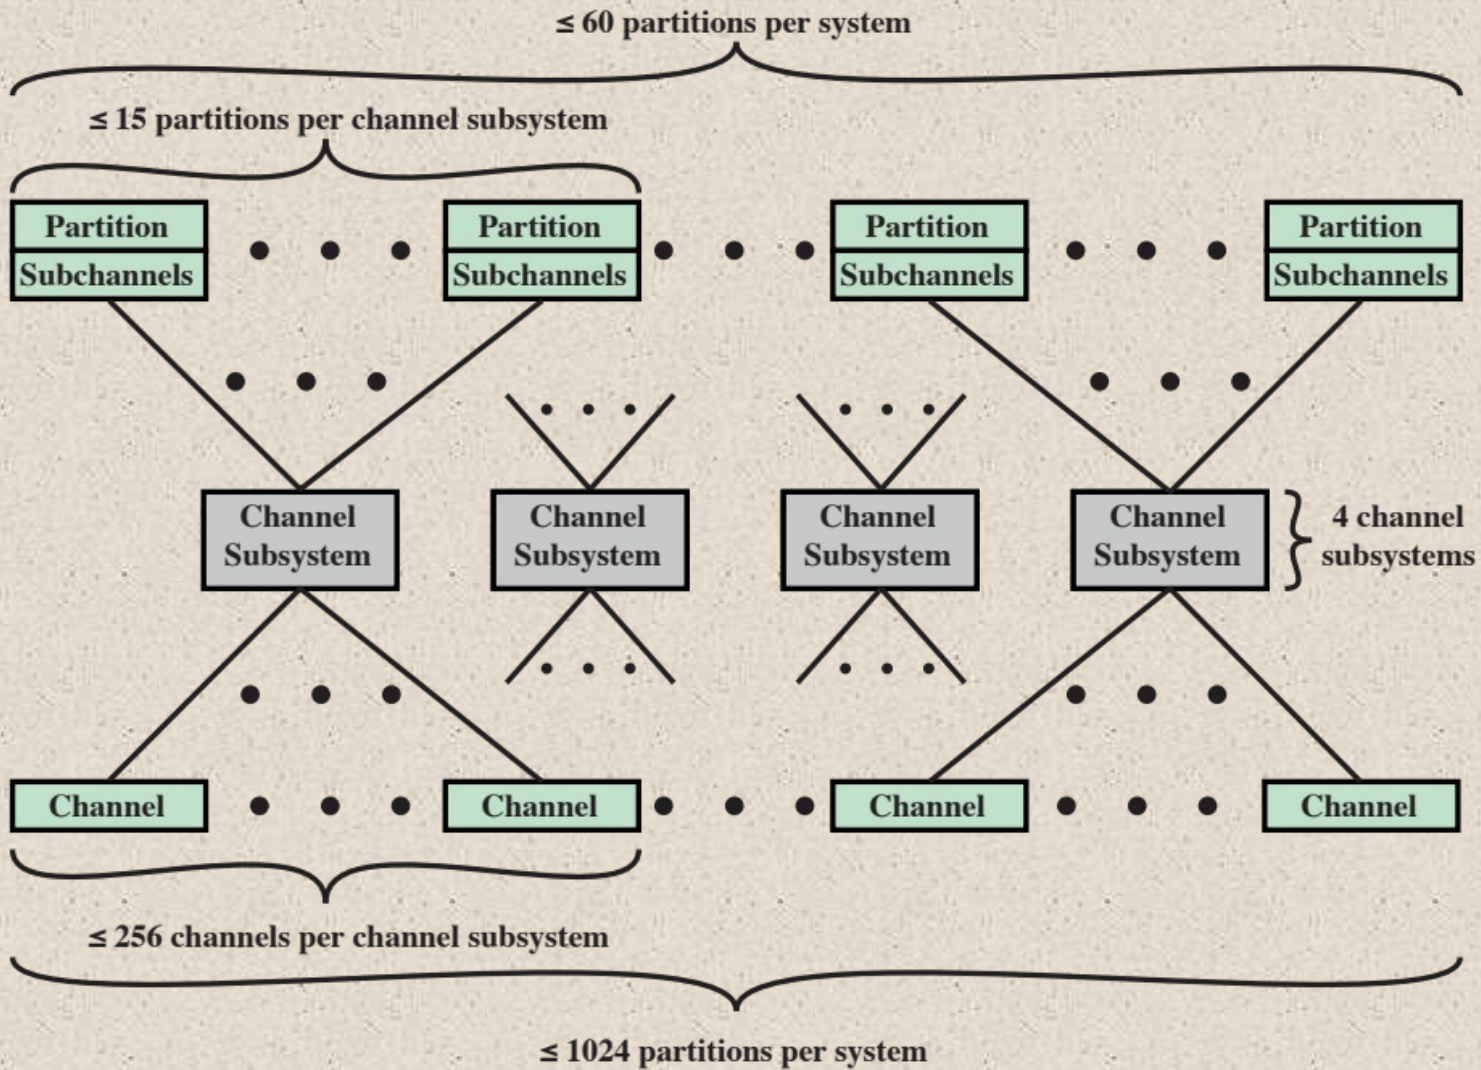 ≤ 60 partitions per system
≤ 15 partitions per channel subsystem
Partition
Subchannels
Partition
Subchannels
Partition
Subchannels
Partition
Subchannels
Channel
Subsystem
Channel
Subsystem
Channel
Subsystem
Channel
Subsystem
4 channel
subsystems
Channel
Channel
Channel
Channel
≤ 256 channels per channel subsystem
≤ 1024 partitions per system